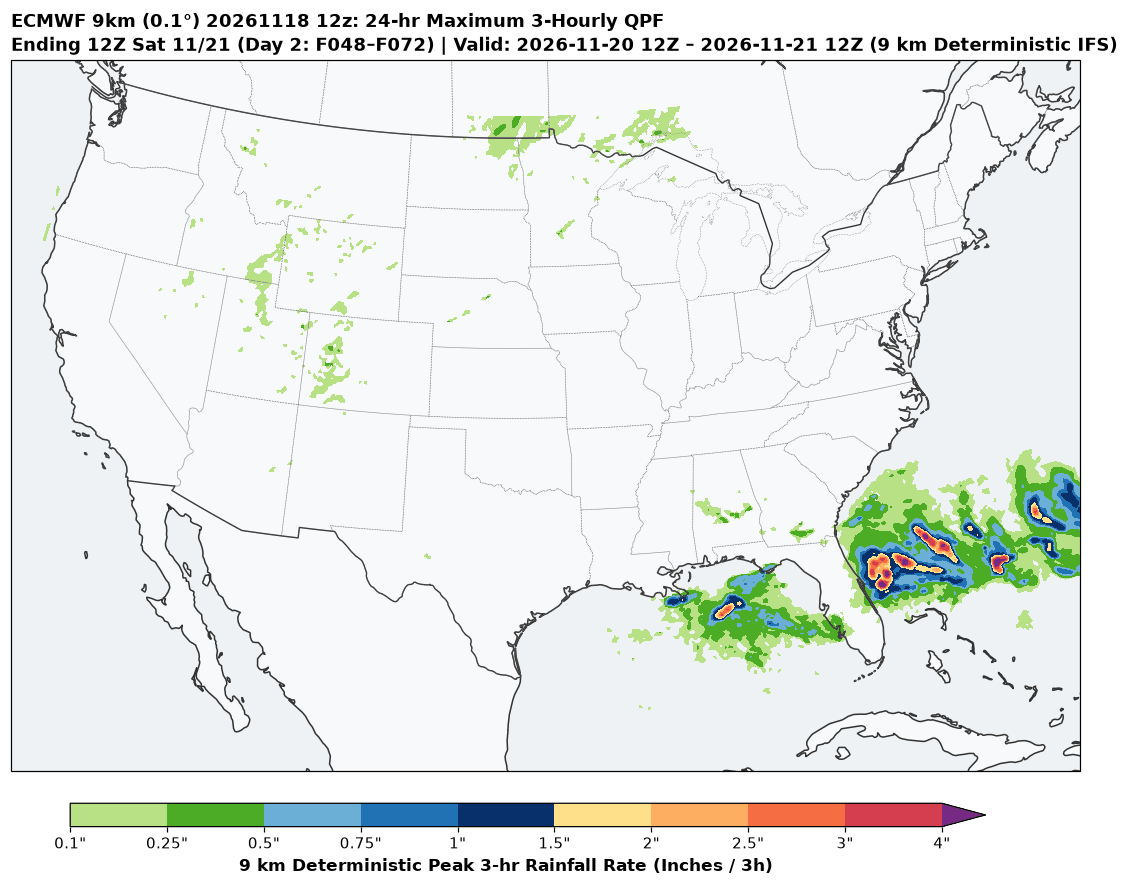 ECMWF 9km (0.1°) 20261118 12z: 24-hr Maximum 3-Hourly QPF
Ending 12Z Sat 11/21 (Day 2: F048–F072) | Valid: 2026-11-20 12Z – 2026-11-21 12Z (9 km Deterministic IFS)
0.1" 0.25" 0.5" 0.75" 1" 1.5" 2" 2.5" 3" 4"
9 km Deterministic Peak 3-hr Rainfall Rate (Inches / 3h)